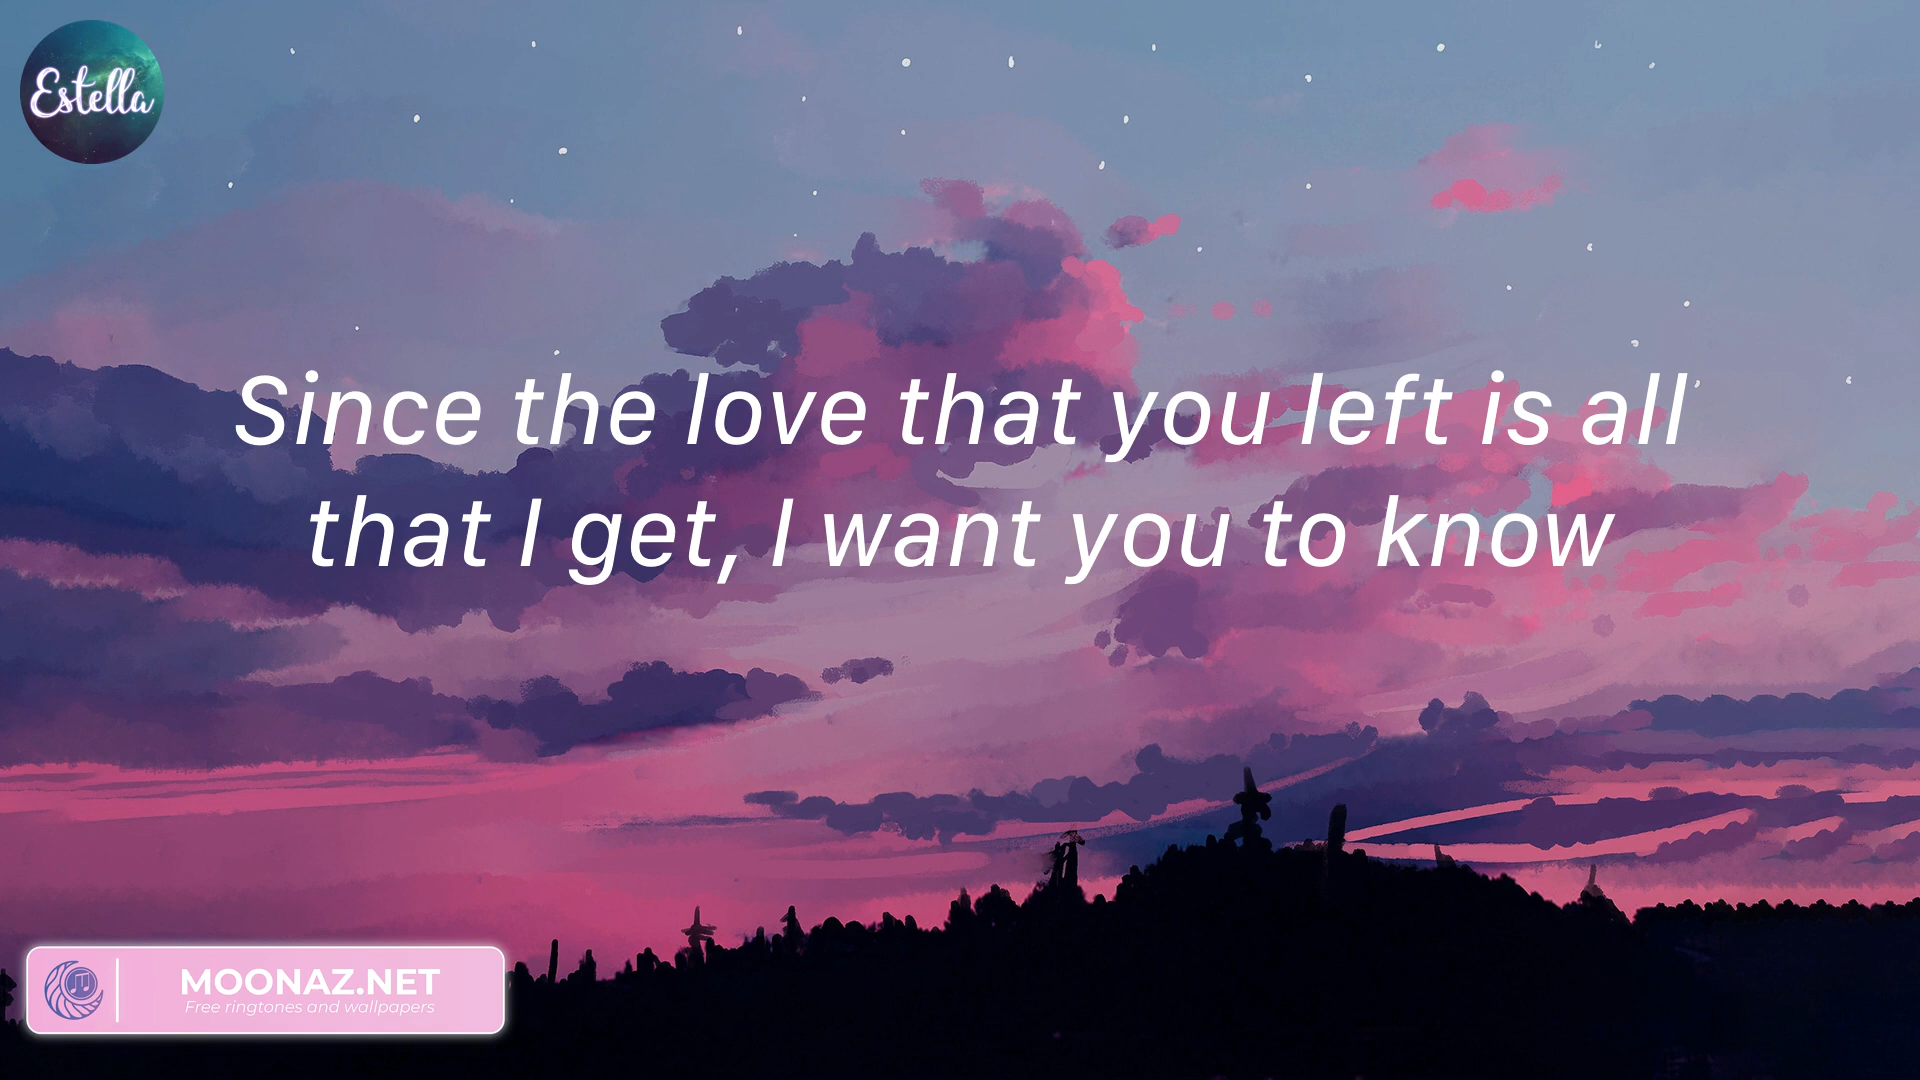 Estella
Since the love that you left is all
that I get, I want you to know
MOONAZ.NET
Free ringtones and wallpapers